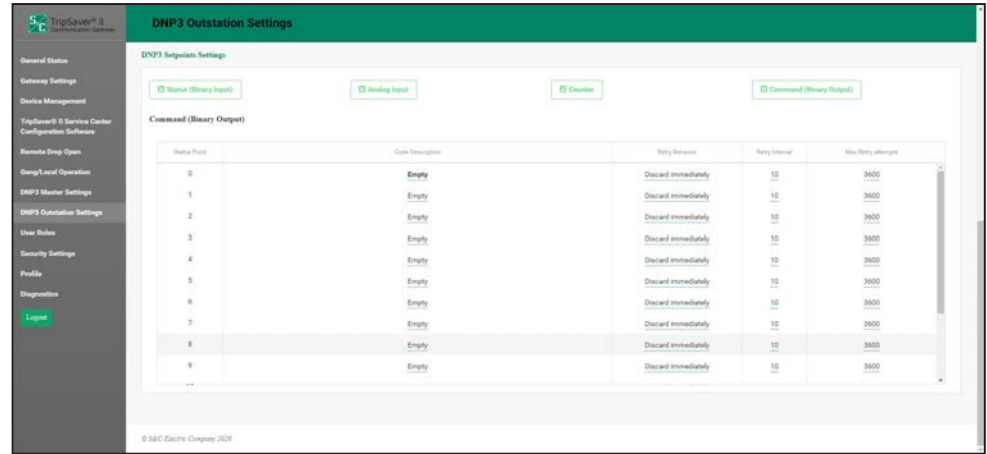 S&C TripSaver® II
Communication Gateway
DNP3 Outstation Settings
General Status
Gateway Settings
Device Management
TripSaver® II Service Center
Configuration Software
Remote Drop Open
Gang/Local Operation
DNP3 Master Settings
DNP3 Outstation Settings
User Roles
Security Settings
Profile
Diagnostics
Logout
DNP3 Setpoints Settings
Status (Binary Input) Analog Input Counter Command (Binary Output)
Command (Binary Output)
Status Point Code Description Retry Behavior Retry Interval Max Retry attempts
0 Empty Discard immediately 10 3600
1 Empty Discard immediately 10 3600
2 Empty Discard immediately 10 3600
3 Empty Discard immediately 10 3600
4 Empty Discard immediately 10 3600
5 Empty Discard immediately 10 3600
6 Empty Discard immediately 10 3600
7 Empty Discard immediately 10 3600
8 Empty Discard immediately 10 3600
9 Empty Discard immediately 10 3600
© S&C Electric Company 2020